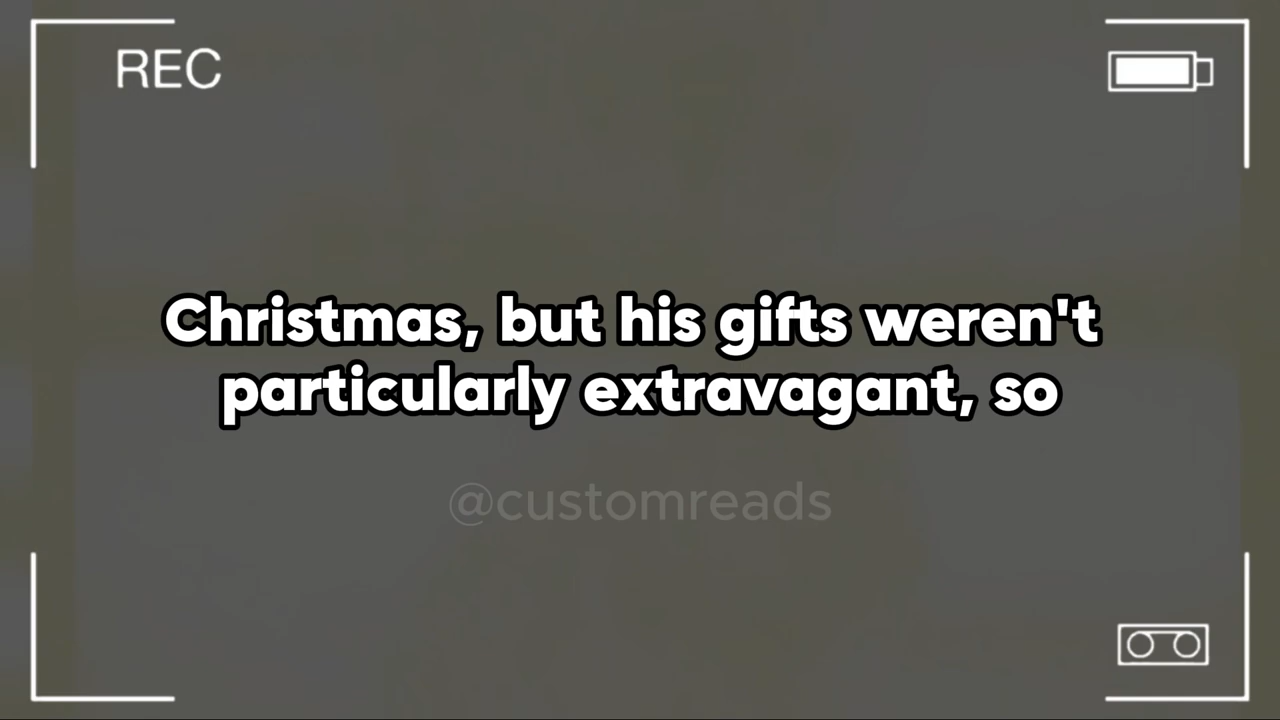 REC
Christmas, but his gifts weren't
particularly extravagant, so
@customreads